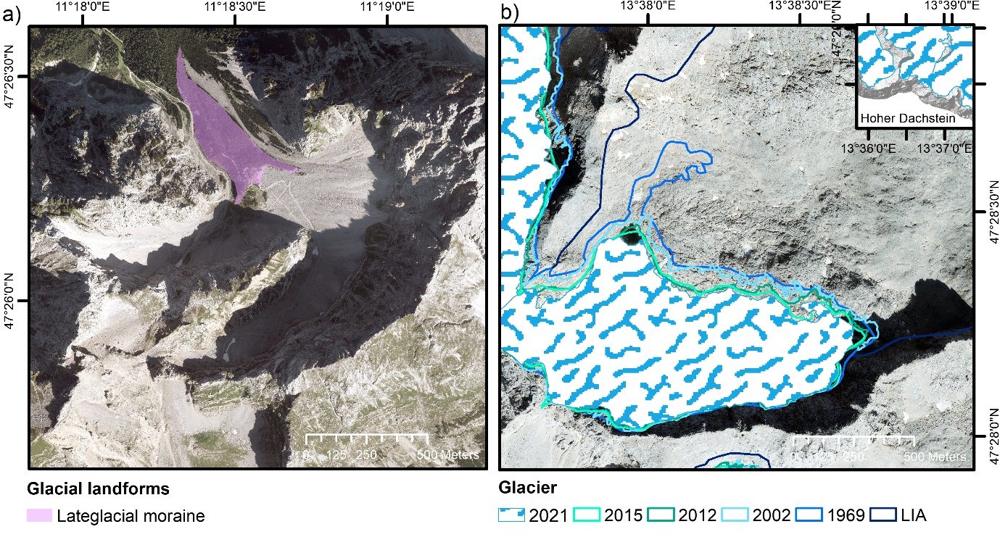 a)
11°18'0"E
11°18'30"E
11°19'0"E
47°26'30"N
47°26'0"N
0 125 250 500 Meters
Glacial landforms
Lateglacial moraine
b)
13°38'0"E
13°38'30"E
13°39'0"E
47°28'30"N
47°28'0"N
Hoher Dachstein
13°36'0"E
13°37'0"E
0 125 250 500 Meters
Glacier
2021
2015
2012
2002
1969
LIA